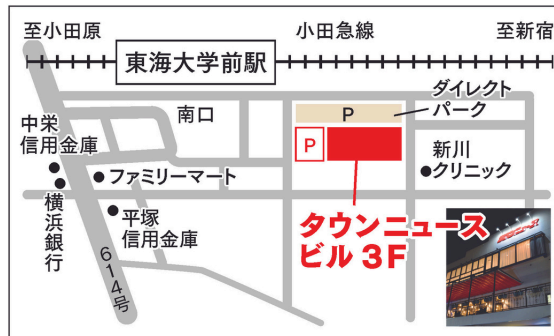 至小田原
小田急線
至新宿
東海大学前駅
ダイレクト
パーク
南口
P
P
中栄
信用金庫
新川
クリニック
ファミリーマート
横浜銀行
平塚
信用金庫
タウンニュース
ビル3F
614号